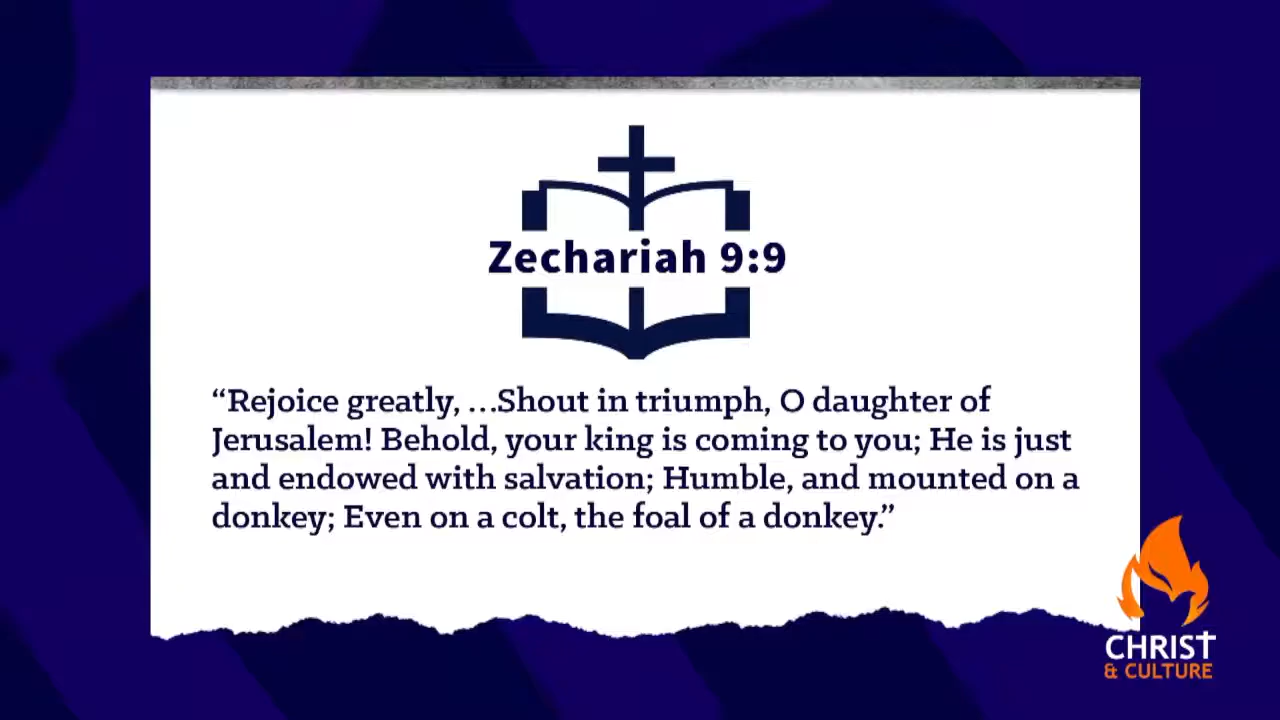 Zechariah 9:9
“Rejoice greatly, …Shout in triumph, O daughter of
Jerusalem! Behold, your king is coming to you; He is just
and endowed with salvation; Humble, and mounted on a
donkey; Even on a colt, the foal of a donkey.”
CHRIST
& CULTURE